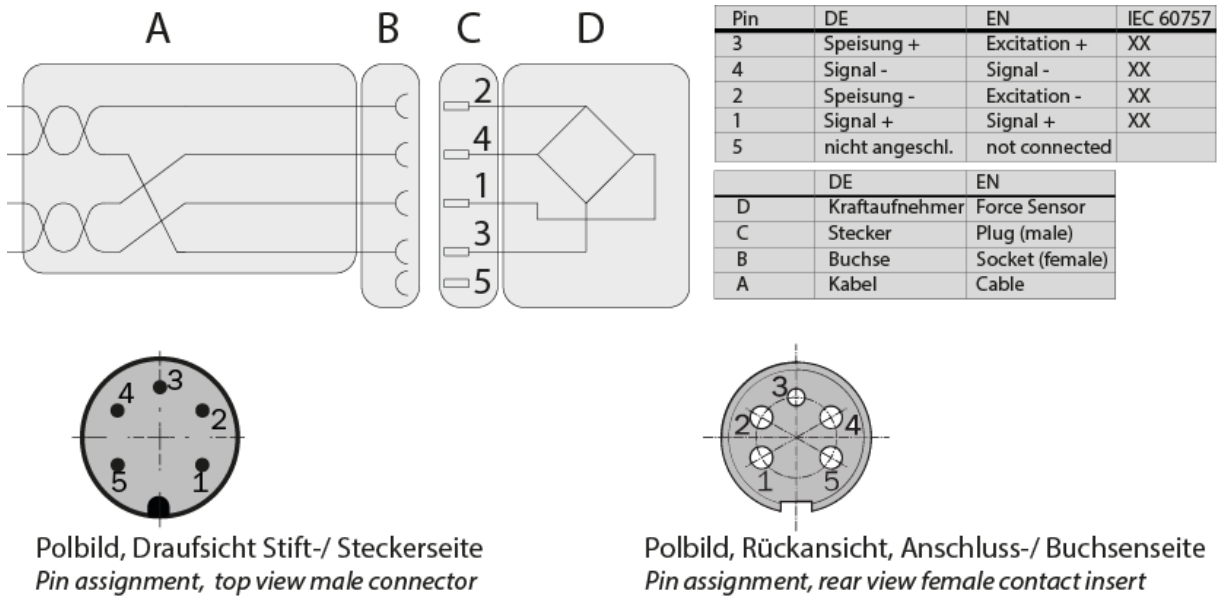 A B C D
2
4
1
3
5
Pin DE EN IEC 60757
3 Speisung + Excitation + XX
4 Signal - Signal - XX
2 Speisung - Excitation - XX
1 Signal + Signal + XX
5 nicht angeschl. not connected
DE EN
D Kraftaufnehmer Force Sensor
C Stecker Plug (male)
B Buchse Socket (female)
A Kabel Cable
3
4
2
5 1
Polbild, Draufsicht Stift-/ Steckerseite
Pin assignment, top view male connector
3
2 4
1 5
Polbild, Rückansicht, Anschluss-/ Buchsenseite
Pin assignment, rear view female contact insert